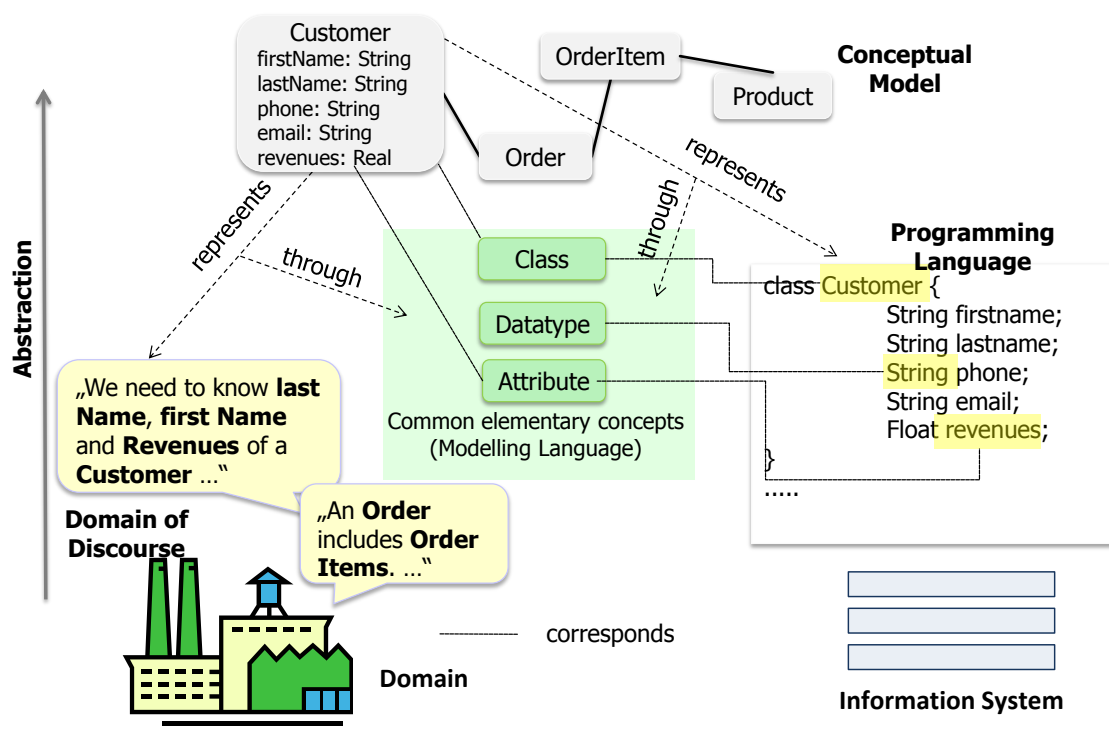 Customer
firstName: String
lastName: String
phone: String
email: String
revenues: Real
OrderItem
Product
Order
Conceptual
Model
represents
represents
through
through
Abstraction
Class
Datatype
Attribute
Common elementary concepts
(Modelling Language)
Programming
Language
class Customer {
String firstname;
String lastname;
String phone;
String email;
Float revenues;
}
.....
„We need to know last
Name, first Name
and Revenues of a
Customer …“
„An Order
includes Order
Items. …“
Domain of
Discourse
corresponds
Domain
Information System